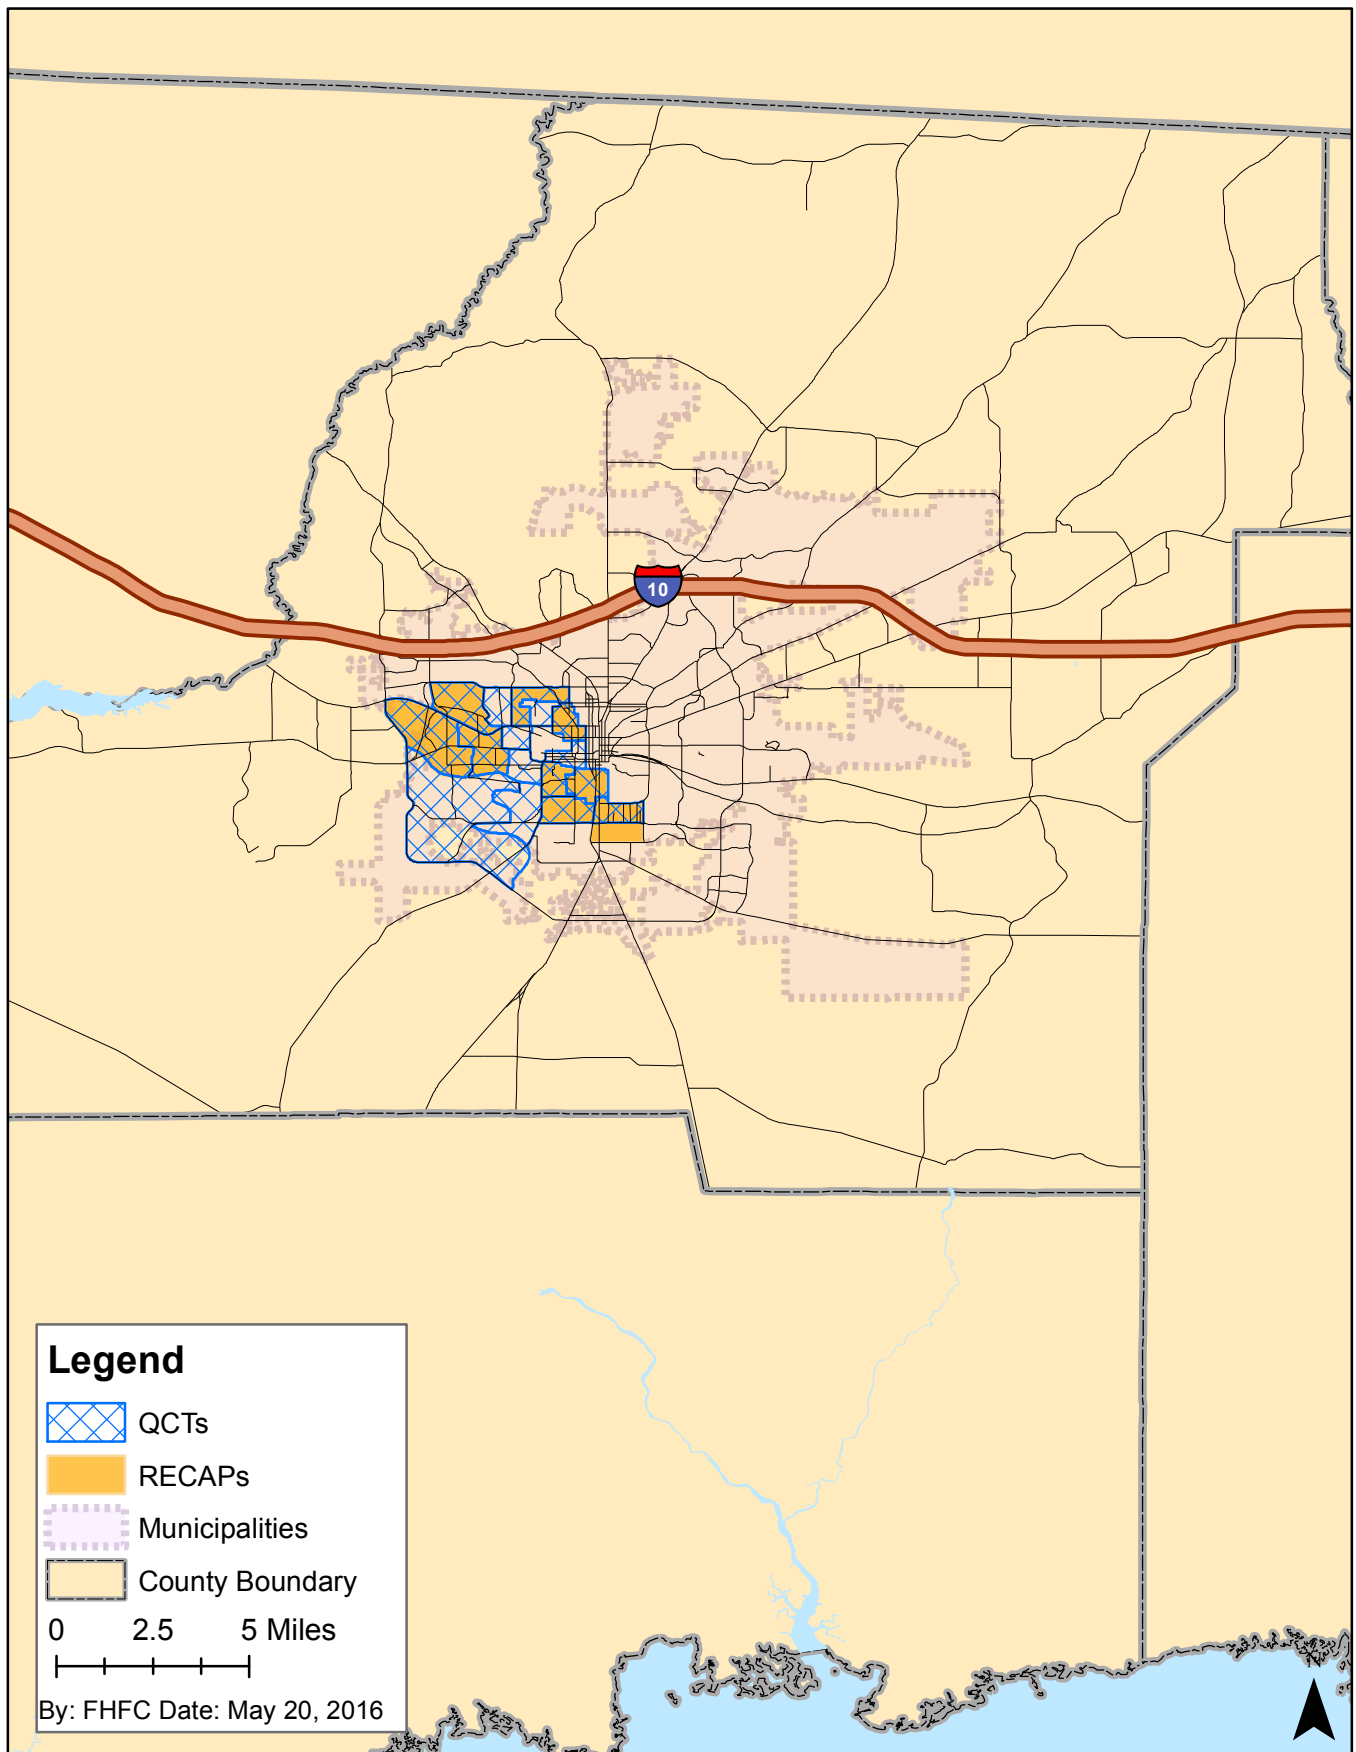 10
Legend
QCTs
RECAPs
Municipalities
County Boundary
0 2.5 5 Miles
By: FHFC Date: May 20, 2016